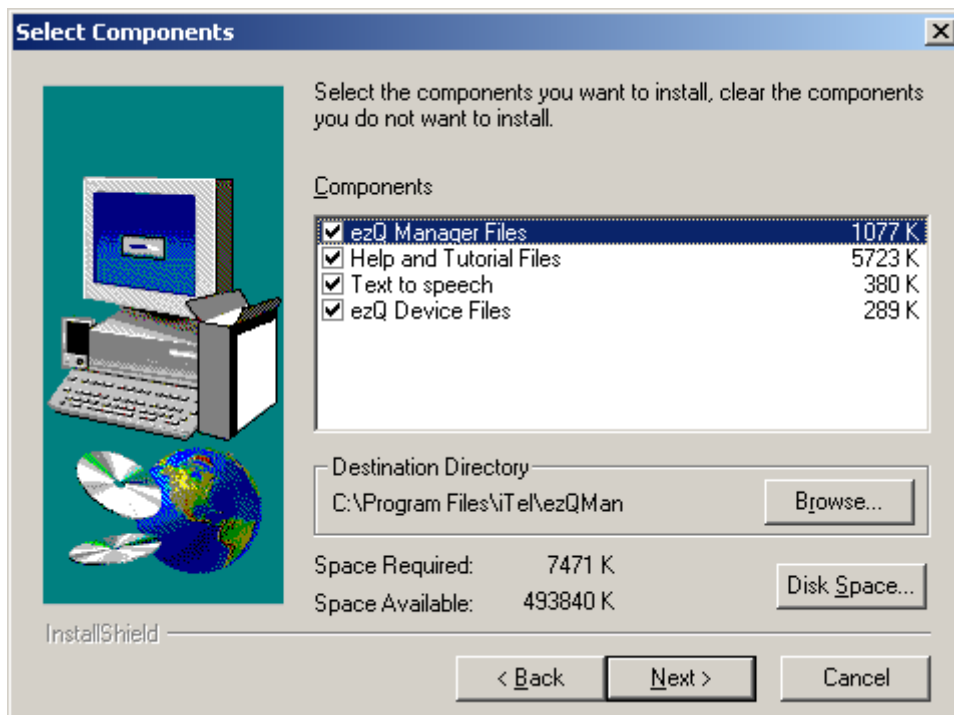 Select Components
Select the components you want to install, clear the components
you do not want to install.
Components
ezQ Manager Files 1077 K
Help and Tutorial Files 5723 K
Text to speech 380 K
ezQ Device Files 289 K
Destination Directory
C:\Program Files\iTel\ezQMan Browse...
Space Required: 7471 K
Disk Space...
Space Available: 493840 K
InstallShield
< Back Next > Cancel